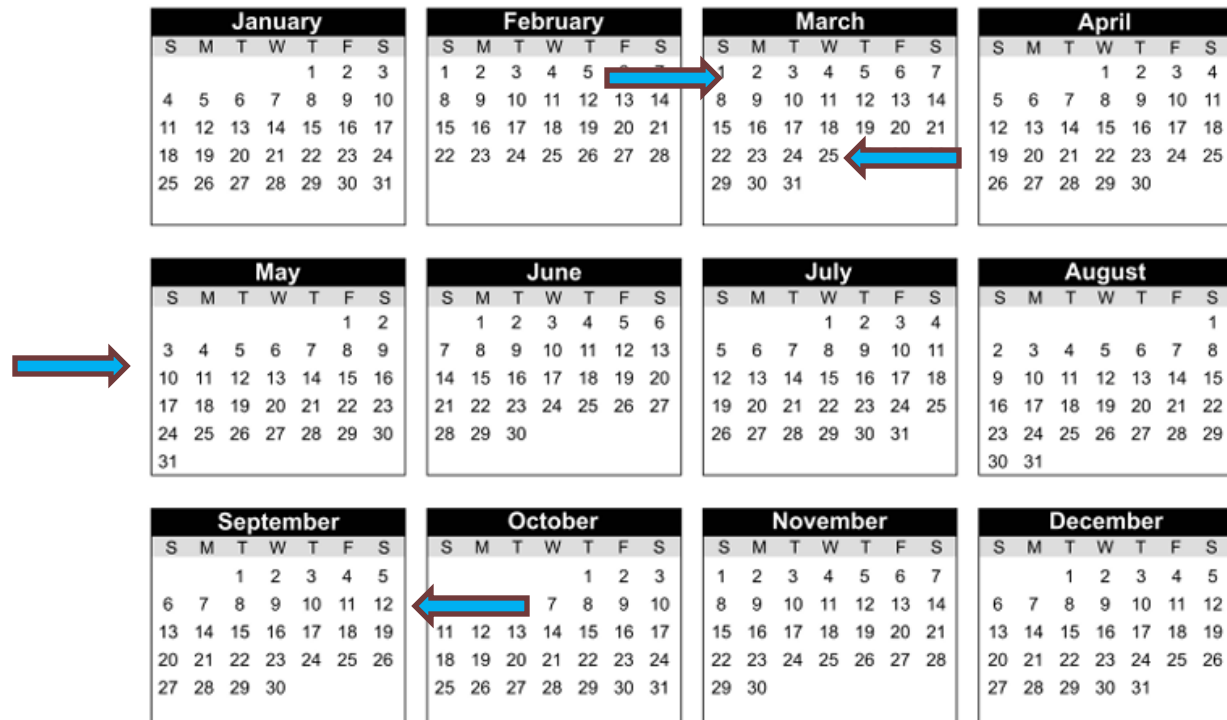 January
S M T W T F S
1 2 3
4 5 6 7 8 9 10
11 12 13 14 15 16 17
18 19 20 21 22 23 24
25 26 27 28 29 30 31
February
S M T W T F S
1 2 3 4 5
8 9 10 11 12 13 14
15 16 17 18 19 20 21
22 23 24 25 26 27 28
March
S M T W T F S
1 2 3 4 5 6 7
8 9 10 11 12 13 14
15 16 17 18 19 20 21
22 23 24 25
29 30 31
April
S M T W T F S
1 2 3 4
5 6 7 8 9 10 11
12 13 14 15 16 17 18
19 20 21 22 23 24 25
26 27 28 29 30
May
S M T W T F S
1 2
3 4 5 6 7 8 9
10 11 12 13 14 15 16
17 18 19 20 21 22 23
24 25 26 27 28 29 30
31
June
S M T W T F S
1 2 3 4 5 6
7 8 9 10 11 12 13
14 15 16 17 18 19 20
21 22 23 24 25 26 27
28 29 30
July
S M T W T F S
1 2 3 4
5 6 7 8 9 10 11
12 13 14 15 16 17 18
19 20 21 22 23 24 25
26 27 28 29 30 31
August
S M T W T F S
1
2 3 4 5 6 7 8
9 10 11 12 13 14 15
16 17 18 19 20 21 22
23 24 25 26 27 28 29
30 31
September
S M T W T F S
1 2 3 4 5
6 7 8 9 10 11 12
13 14 15 16 17 18 19
20 21 22 23 24 25 26
27 28 29 30
October
S M T W T F S
1 2 3
7 8 9 10
11 12 13 14 15 16 17
18 19 20 21 22 23 24
25 26 27 28 29 30 31
November
S M T W T F S
1 2 3 4 5 6 7
8 9 10 11 12 13 14
15 16 17 18 19 20 21
22 23 24 25 26 27 28
29 30
December
S M T W T F S
1 2 3 4 5
6 7 8 9 10 11 12
13 14 15 16 17 18 19
20 21 22 23 24 25 26
27 28 29 30 31